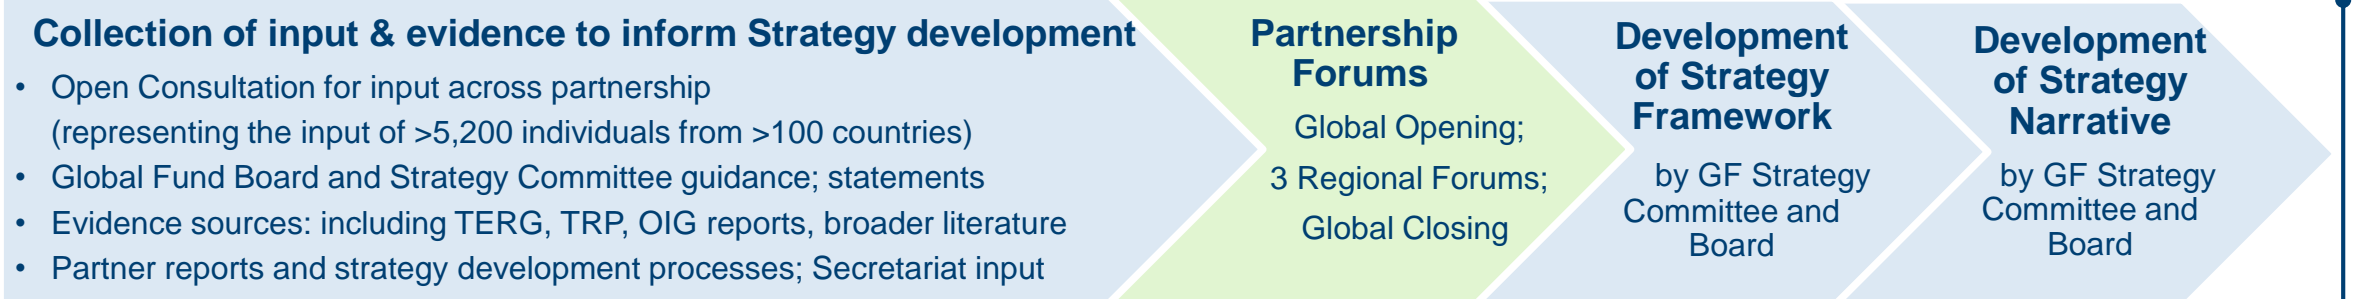 Collection of input & evidence to inform Strategy development
• Open Consultation for input across partnership
(representing the input of >5,200 individuals from >100 countries)
• Global Fund Board and Strategy Committee guidance; statements
• Evidence sources: including TERG, TRP, OIG reports, broader literature
• Partner reports and strategy development processes; Secretariat input
Partnership
Forums
Global Opening;
3 Regional Forums;
Global Closing
Development
of Strategy
Framework
by GF Strategy
Committee and
Board
Development
of Strategy
Narrative
by GF Strategy
Committee and
Board